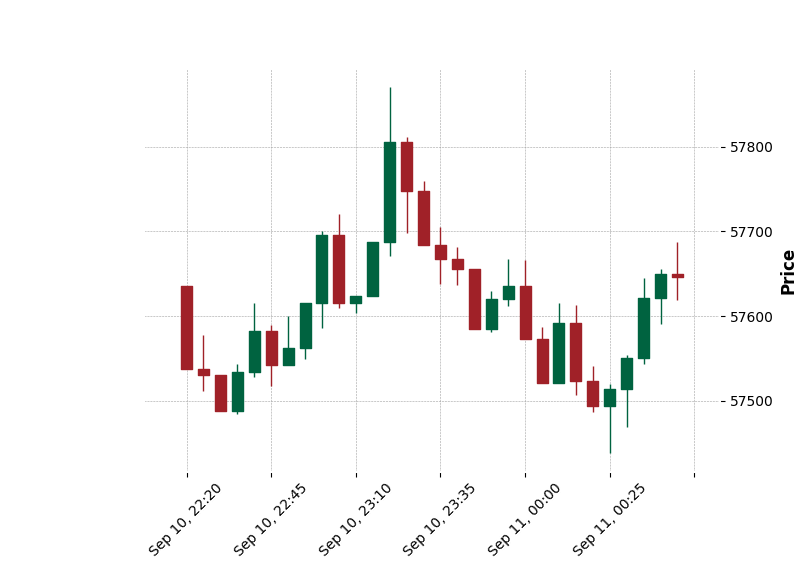 57800
57700
57600
57500
Price
Sep 10, 22:20
Sep 10, 22:45
Sep 10, 23:10
Sep 10, 23:35
Sep 11, 00:00
Sep 11, 00:25